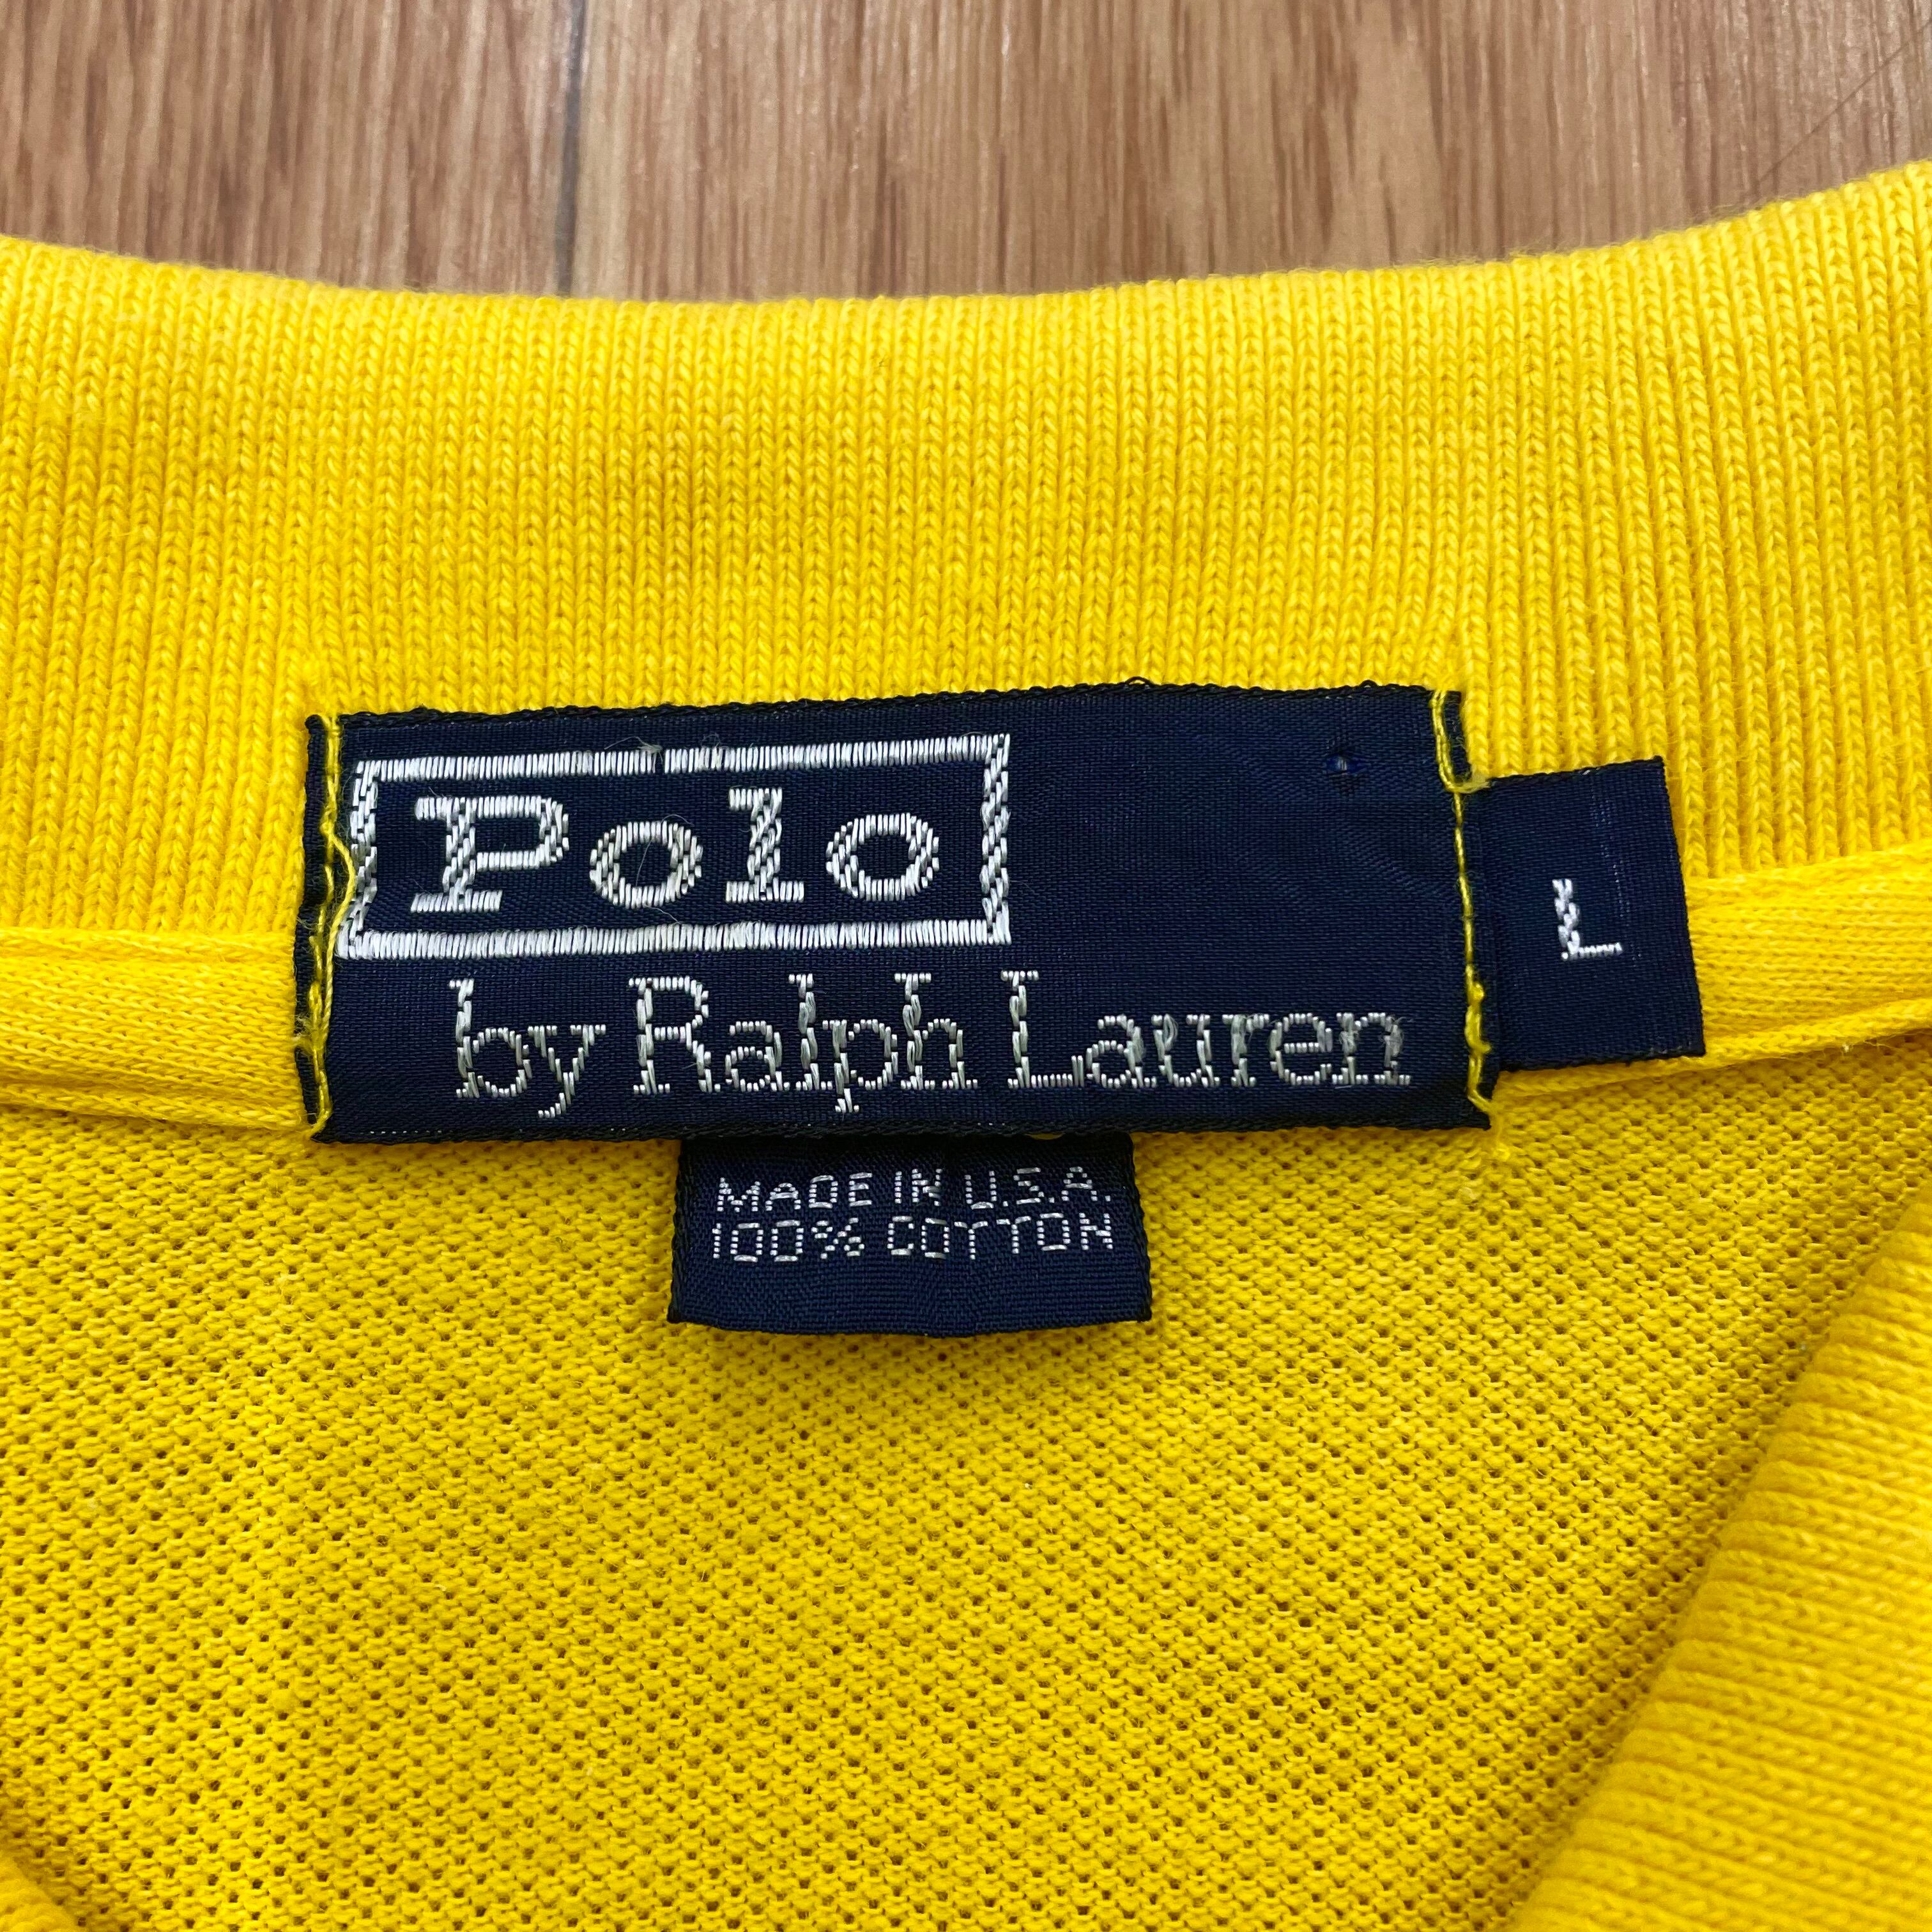 Polo
by Ralph Lauren
L
MADE IN U.S.A.
100% COTTON